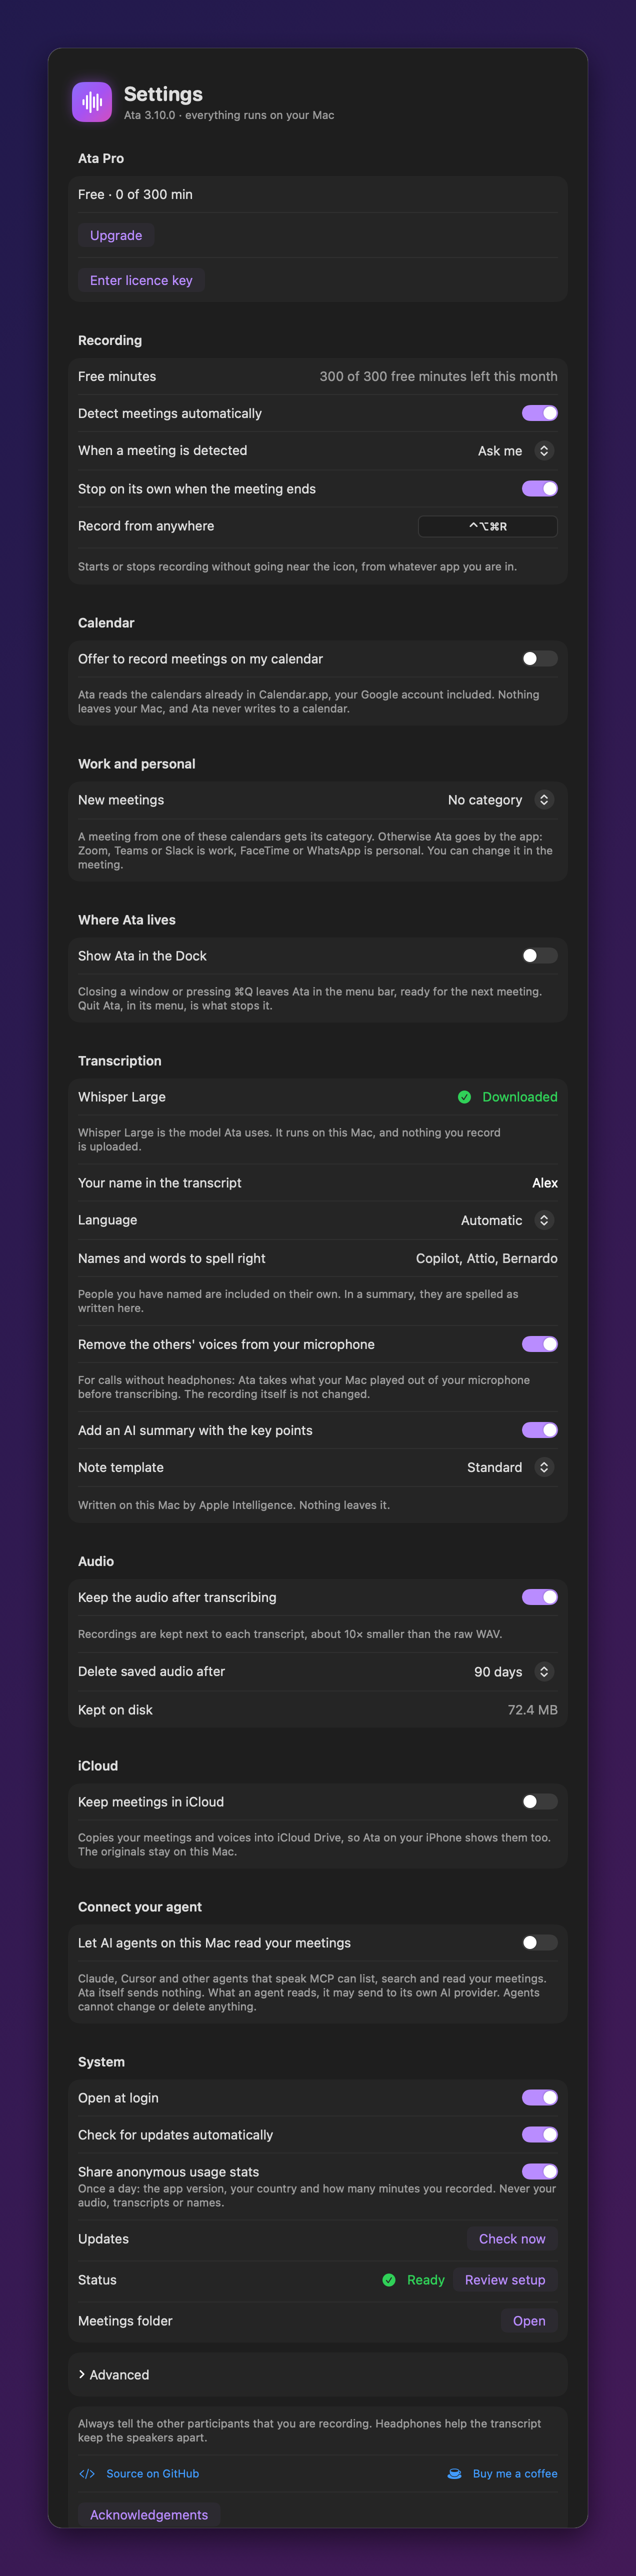 Settings
Ata 3.10.0 · everything runs on your Mac
Ata Pro
Free · 0 of 300 min
Upgrade
Enter licence key
Recording
Free minutes 300 of 300 free minutes left this month
Detect meetings automatically
When a meeting is detected Ask me
Stop on its own when the meeting ends
Record from anywhere ^⌥⌘R
Starts or stops recording without going near the icon, from whatever app you are in.
Calendar
Offer to record meetings on my calendar
Ata reads the calendars already in Calendar.app, your Google account included. Nothing
leaves your Mac, and Ata never writes to a calendar.
Work and personal
New meetings No category
A meeting from one of these calendars gets its category. Otherwise Ata goes by the app:
Zoom, Teams or Slack is work, FaceTime or WhatsApp is personal. You can change it in the
meeting.
Where Ata lives
Show Ata in the Dock
Closing a window or pressing ⌘Q leaves Ata in the menu bar, ready for the next meeting.
Quit Ata, in its menu, is what stops it.
Transcription
Whisper Large Downloaded
Whisper Large is the model Ata uses. It runs on this Mac, and nothing you record
is uploaded.
Your name in the transcript Alex
Language Automatic
Names and words to spell right Copilot, Attio, Bernardo
People you have named are included on their own. In a summary, they are spelled as
written here.
Remove the others' voices from your microphone
For calls without headphones: Ata takes what your Mac played out of your microphone
before transcribing. The recording itself is not changed.
Add an AI summary with the key points
Note template Standard
Written on this Mac by Apple Intelligence. Nothing leaves it.
Audio
Keep the audio after transcribing
Recordings are kept next to each transcript, about 10× smaller than the raw WAV.
Delete saved audio after 90 days
Kept on disk 72.4 MB
iCloud
Keep meetings in iCloud
Copies your meetings and voices into iCloud Drive, so Ata on your iPhone shows them too.
The originals stay on this Mac.
Connect your agent
Let AI agents on this Mac read your meetings
Claude, Cursor and other agents that speak MCP can list, search and read your meetings.
Ata itself sends nothing. What an agent reads, it may send to its own AI provider. Agents
cannot change or delete anything.
System
Open at login
Check for updates automatically
Share anonymous usage stats
Once a day: the app version, your country and how many minutes you recorded. Never your
audio, transcripts or names.
Updates Check now
Status Ready Review setup
Meetings folder Open
Advanced
Always tell the other participants that you are recording. Headphones help the transcript
keep the speakers apart.
</> Source on GitHub Buy me a coffee
Acknowledgements